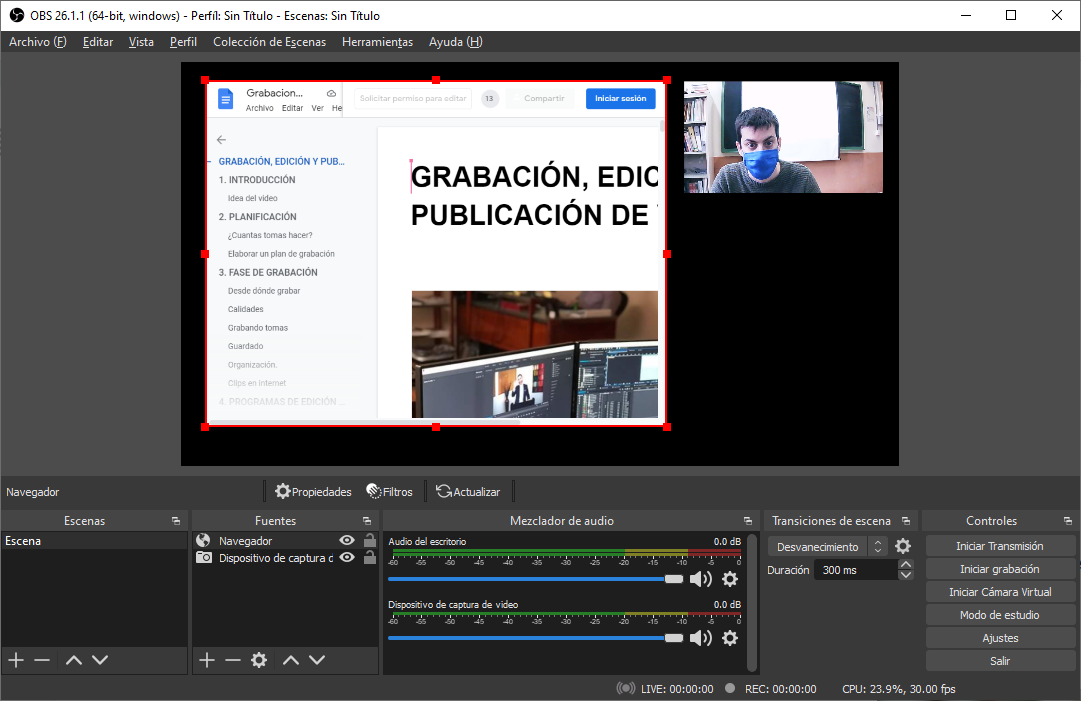 OBS 26.1.1 (64-bit, windows) - Perfil: Sin Título - Escenas: Sin Título
Archivo (F) Editar Vista Perfil Colección de Escenas Herramientas Ayuda (H)
Grabacion...
Archivo Editar Ver He
Solicitar permiso para editar 13 Compartir Iniciar sesión
GRABACIÓN, EDICIÓN Y PUB...
1. INTRODUCCIÓN
Idea del vídeo
2. PLANIFICACIÓN
¿Cuantas tomas hacer?
Elaborar un plan de grabación
3. FASE DE GRABACIÓN
Desde dónde grabar
Calidades
Grabando tomas
Guardado
Organización.
Clips en Internet
4. PROGRAMAS DE EDICIÓN ...
GRABACIÓN, EDIC
PUBLICACIÓN DE
Navegador Propiedades Filtros Actualizar
Escenas
Escena
Fuentes
Navegador
Dispositivo de captura d
Mezclador de audio
Audio del escritorio 0.0 dB
-60 -55 -50 -45 -40 -35 -30 -25 -20 -15 -10 -5 0
Dispositivo de captura de video 0.0 dB
-60 -55 -50 -45 -40 -35 -30 -25 -20 -15 -10 -5 0
Transiciones de escena
Desvanecimiento
Duración 300 ms
Controles
Iniciar Transmisión
Iniciar grabación
Iniciar Cámara Virtual
Modo de estudio
Ajustes
Salir
LIVE: 00:00:00 REC: 00:00:00 CPU: 23.9%, 30.00 fps